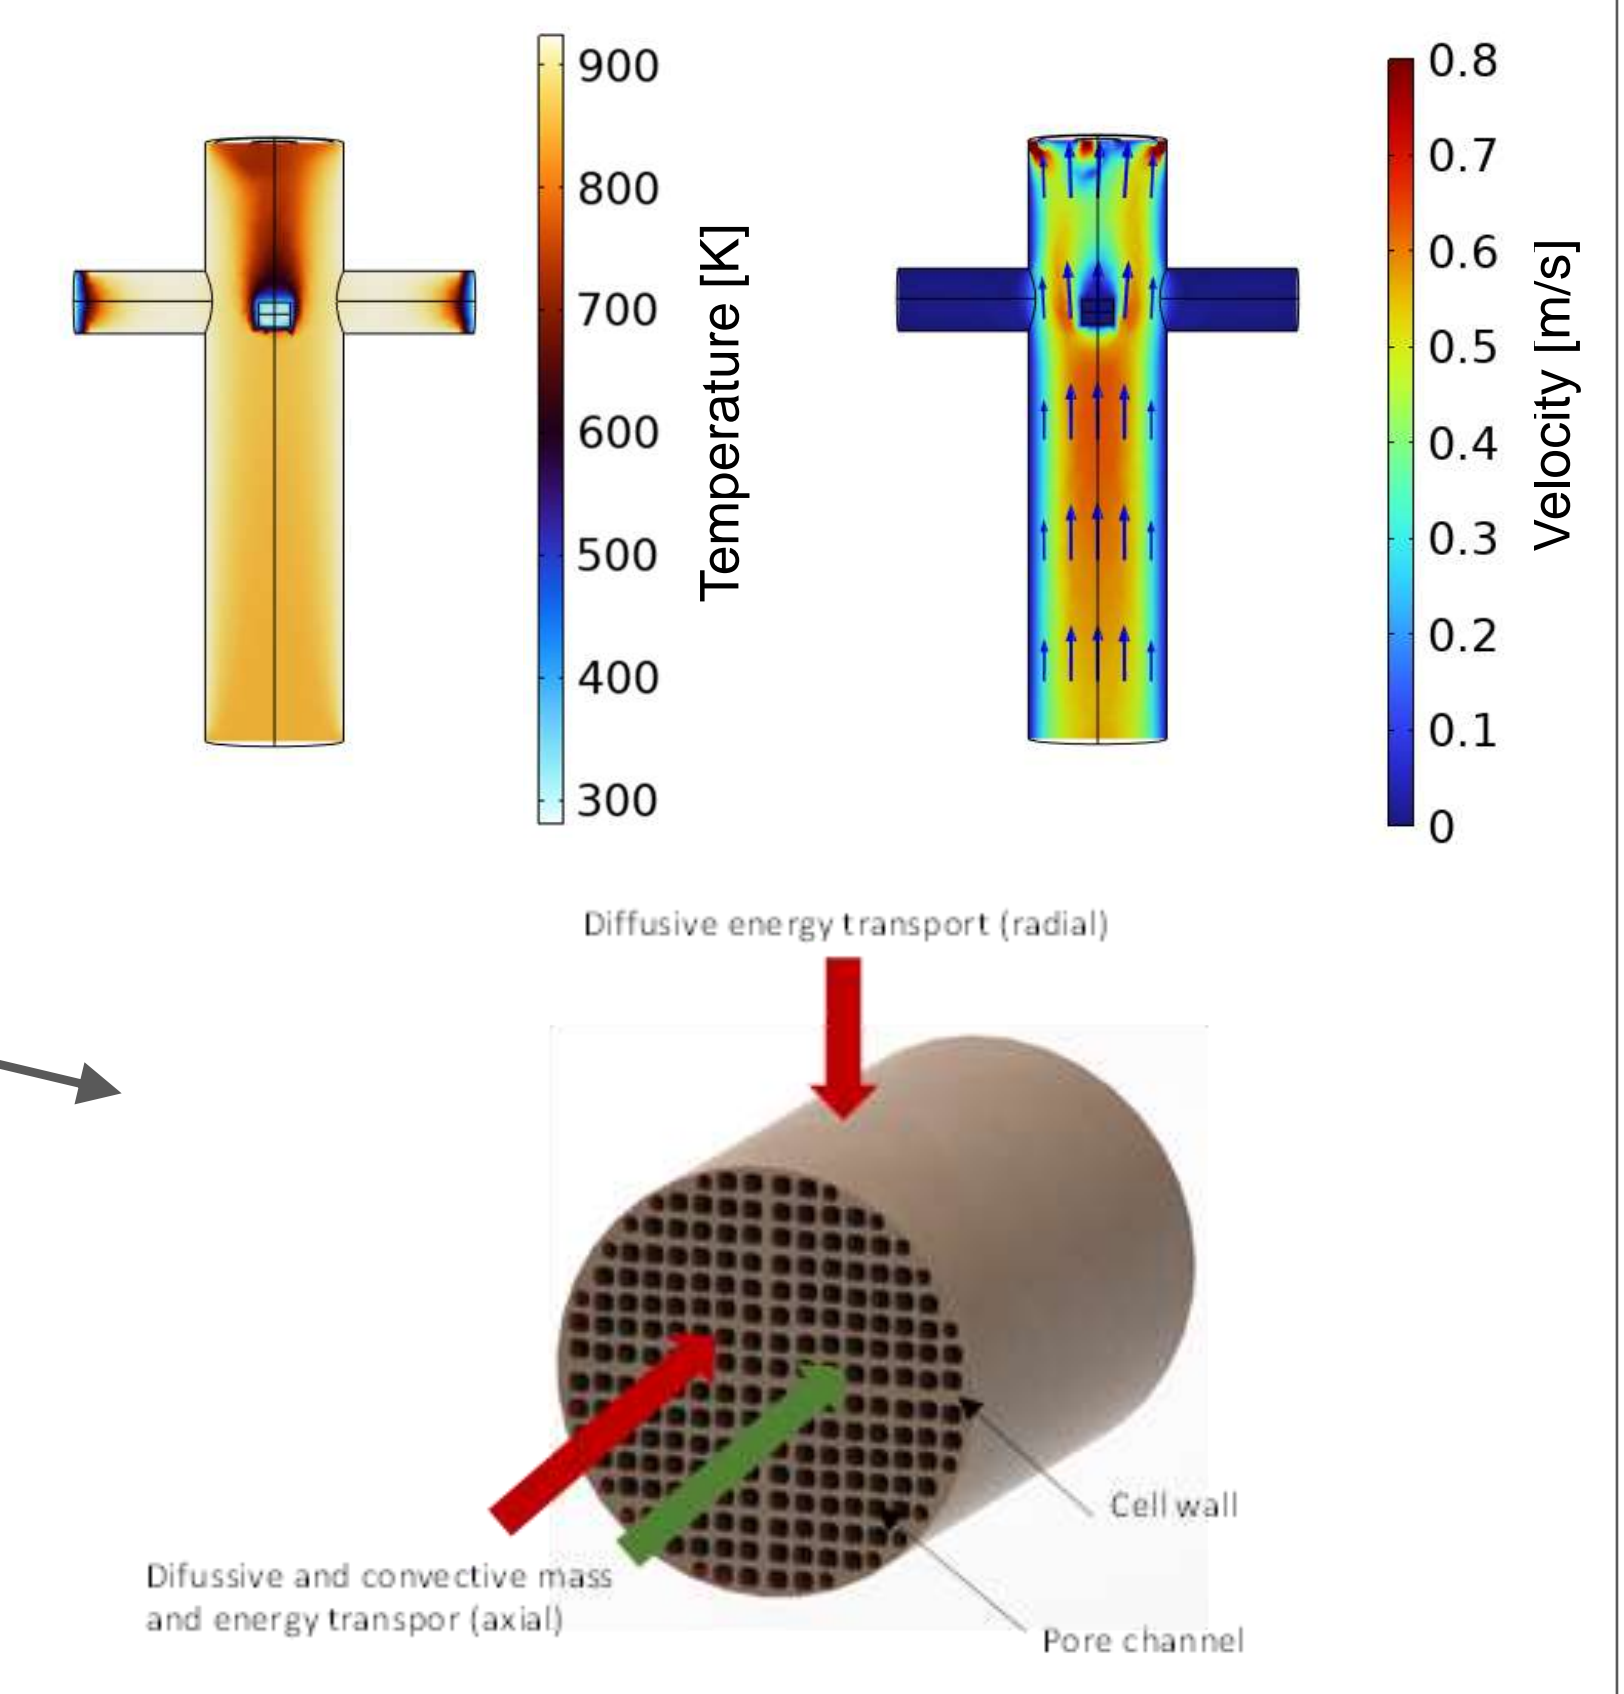 900
800
700
600
500
400
300
Temperature [K]
0.8
0.7
0.6
0.5
0.4
0.3
0.2
0.1
0
Velocity [m/s]
Diffusive energy transport (radial)
Cell wall
Difussive and convective mass
and energy transpor (axial)
Pore channel